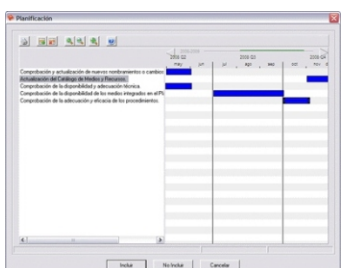 Planificación
2008 Q2 2008 Q3 2008 Q4
may jun jul ago sep oct nov
Comprobación y actualización de nuevos nombramientos o cambios
Actualización del Catálogo de Medios y Recursos.
Comprobación de la disponibilidad y adecuación técnica.
Comprobación de la disponibilidad de los medios integrados en el Pl
Comprobación de la adecuación y eficacia de los procedimientos.
Incluir No Incluir Cancelar